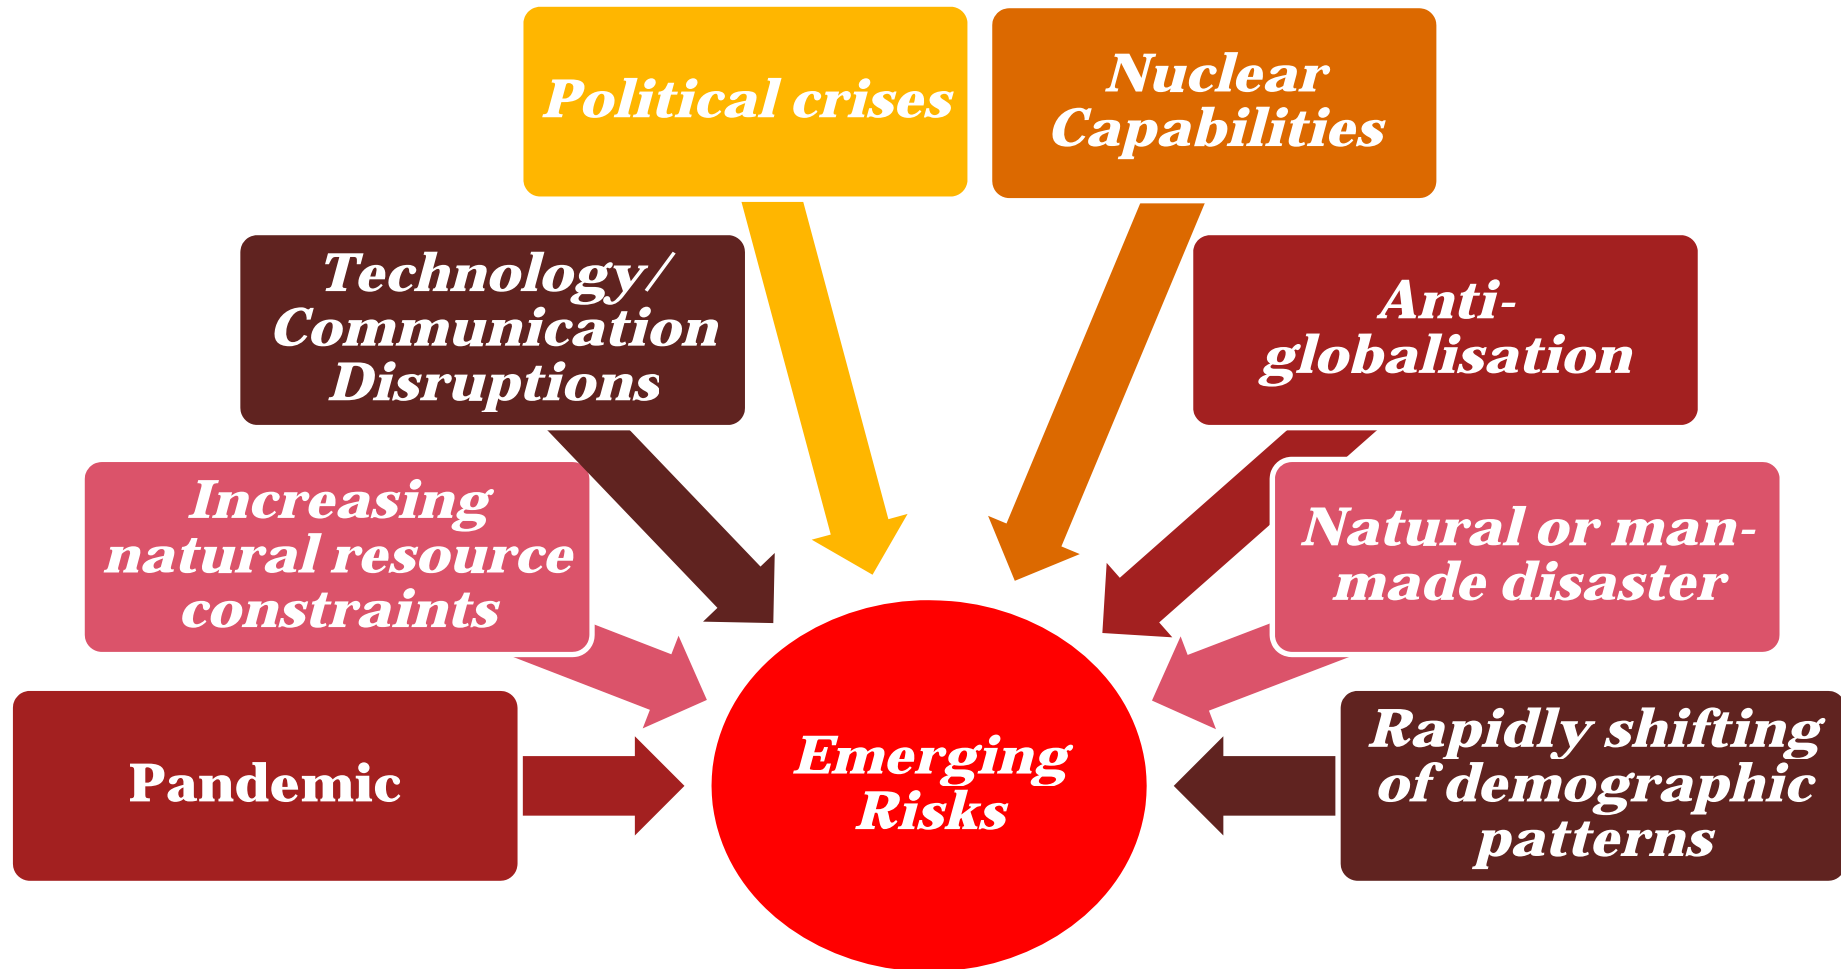 Political crises
Nuclear
Capabilities
Technology/
Communication
Disruptions
Anti-
globalisation
Increasing
natural resource
constraints
Natural or man-
made disaster
Pandemic
Emerging
Risks
Rapidly shifting
of demographic
patterns